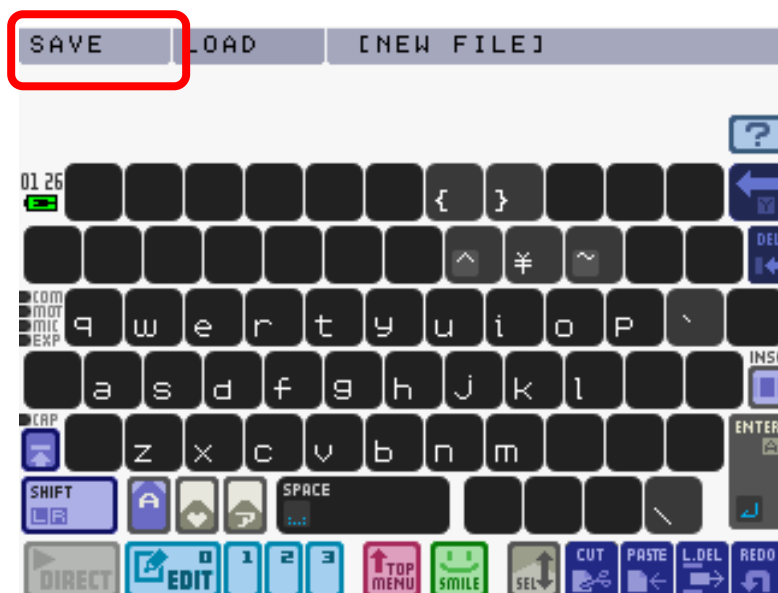 SAVE LOAD [NEW FILE]
?
01 26 { }
Y
^ ¥ ~ DEL
COM
MOT
MIC
EXP
q w e r t y u i o p `
a s d f g h j k l
CAP
z x c v b n m ENTER
A
SHIFT A ♥ ア SPACE \
L R
DIRECT EDIT 0 1 2 3 TOP MENU SMILE SEL CUT PASTE L.DEL REDO